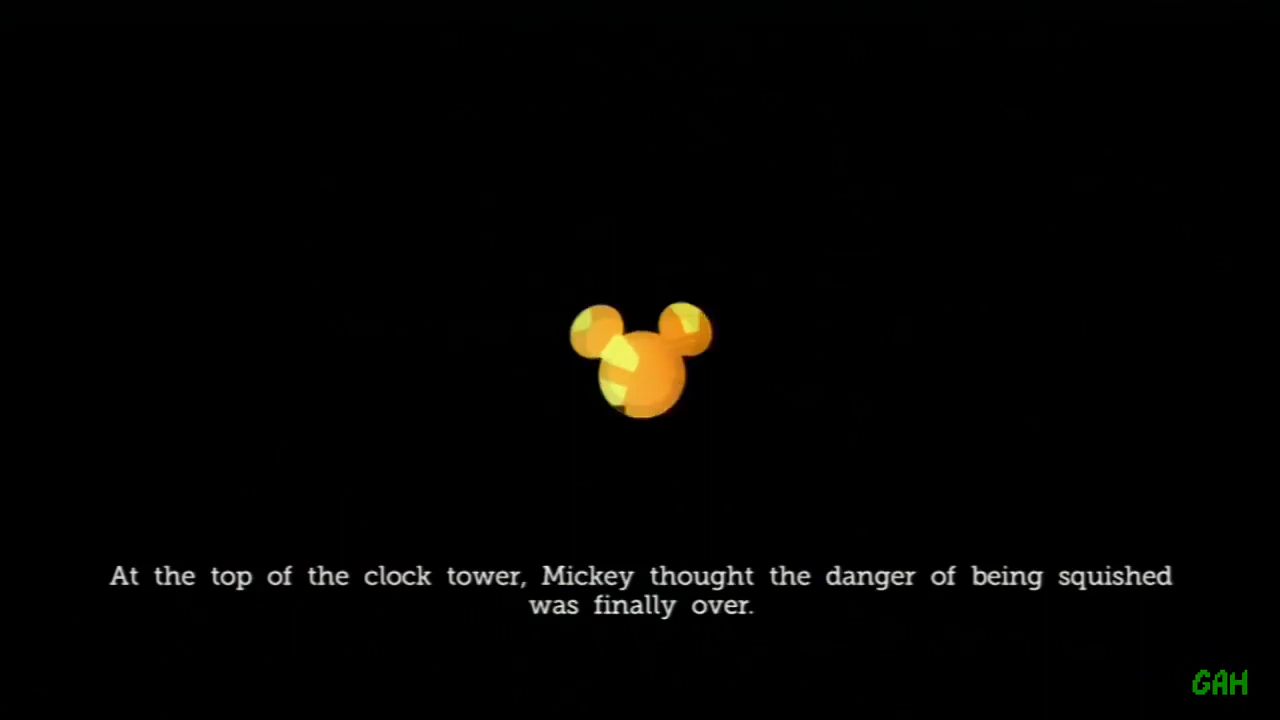 At the top of the clock tower, Mickey thought the danger of being squished
was finally over.
GAH